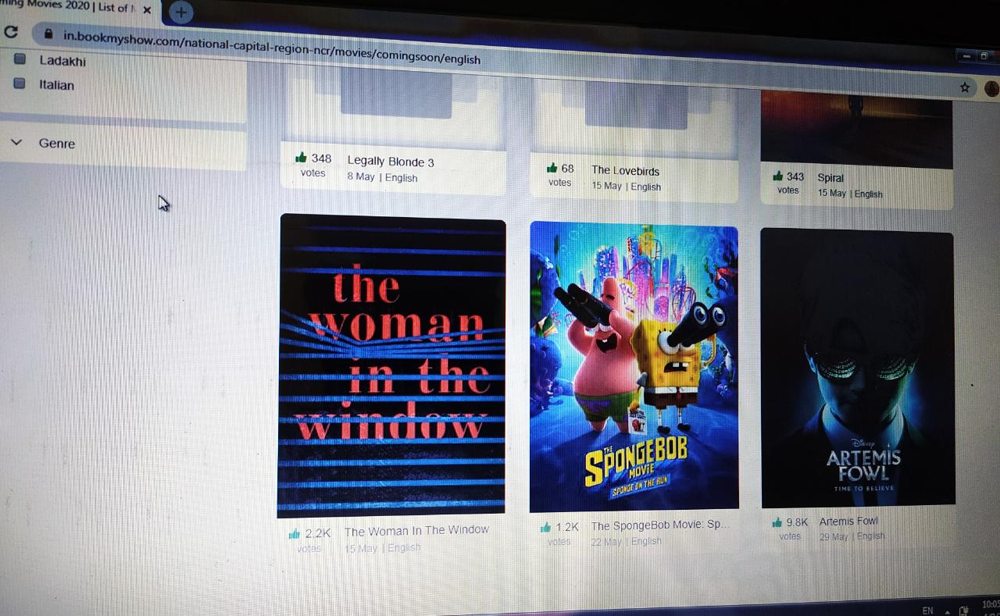 ming Movies 2020 | List of
in.bookmyshow.com/national-capital-region-ncr/movies/comingsoon/english
Ladakhi
Italian
Genre
348 votes
Legally Blonde 3
8 May | English
68 votes
The Lovebirds
15 May | English
343 votes
Spiral
15 May | English
the
woman
in the
window
2.2K votes
The Woman In The Window
15 May | English
THE
SPONGEBOB
MOVIE
SPONGE ON THE RUN
1.2K votes
The SpongeBob Movie: Sp...
22 May | English
Disney
ARTEMIS
FOWL
TIME TO BELIEVE
9.8K votes
Artemis Fowl
29 May | English
EN
10:05